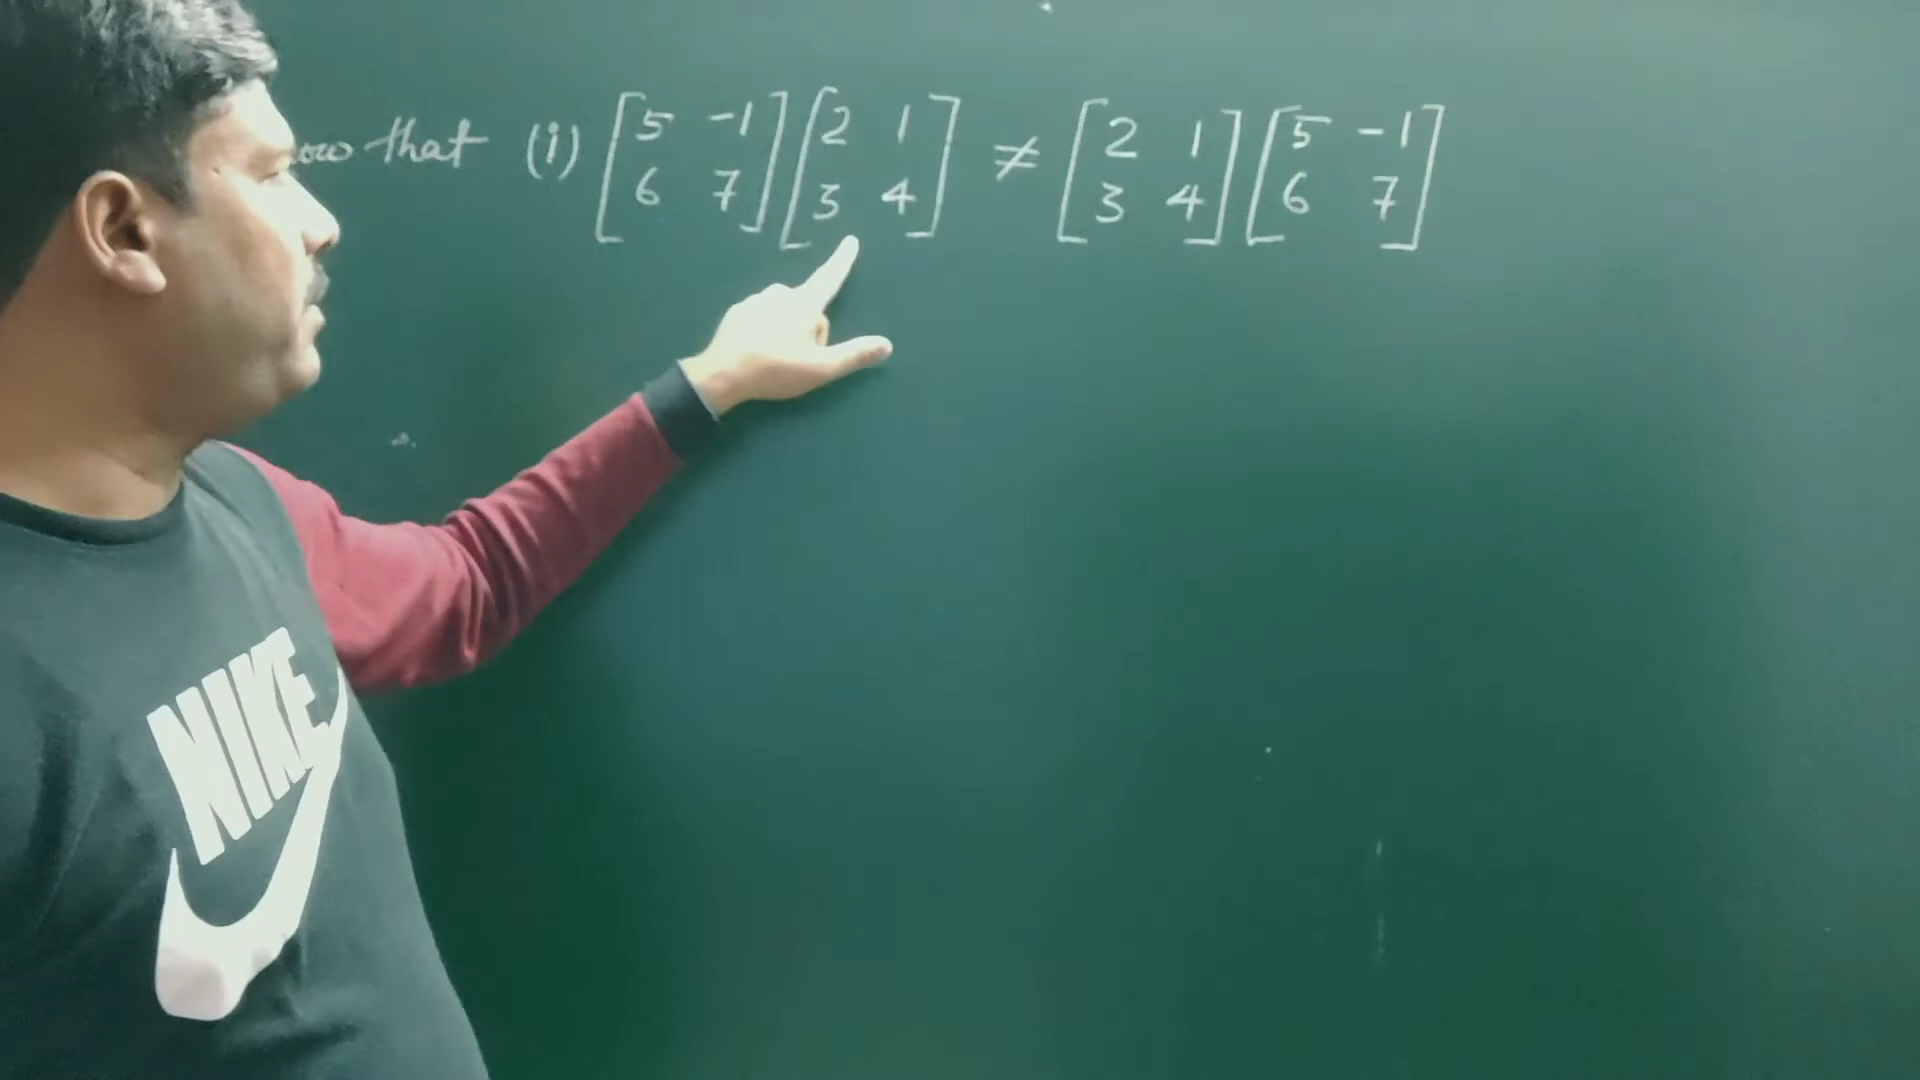 that (i) [5 -1] [2 1] ≠ [2 1] [5 -1]
[6 7] [3 4] [3 4] [6 7]
NIKE